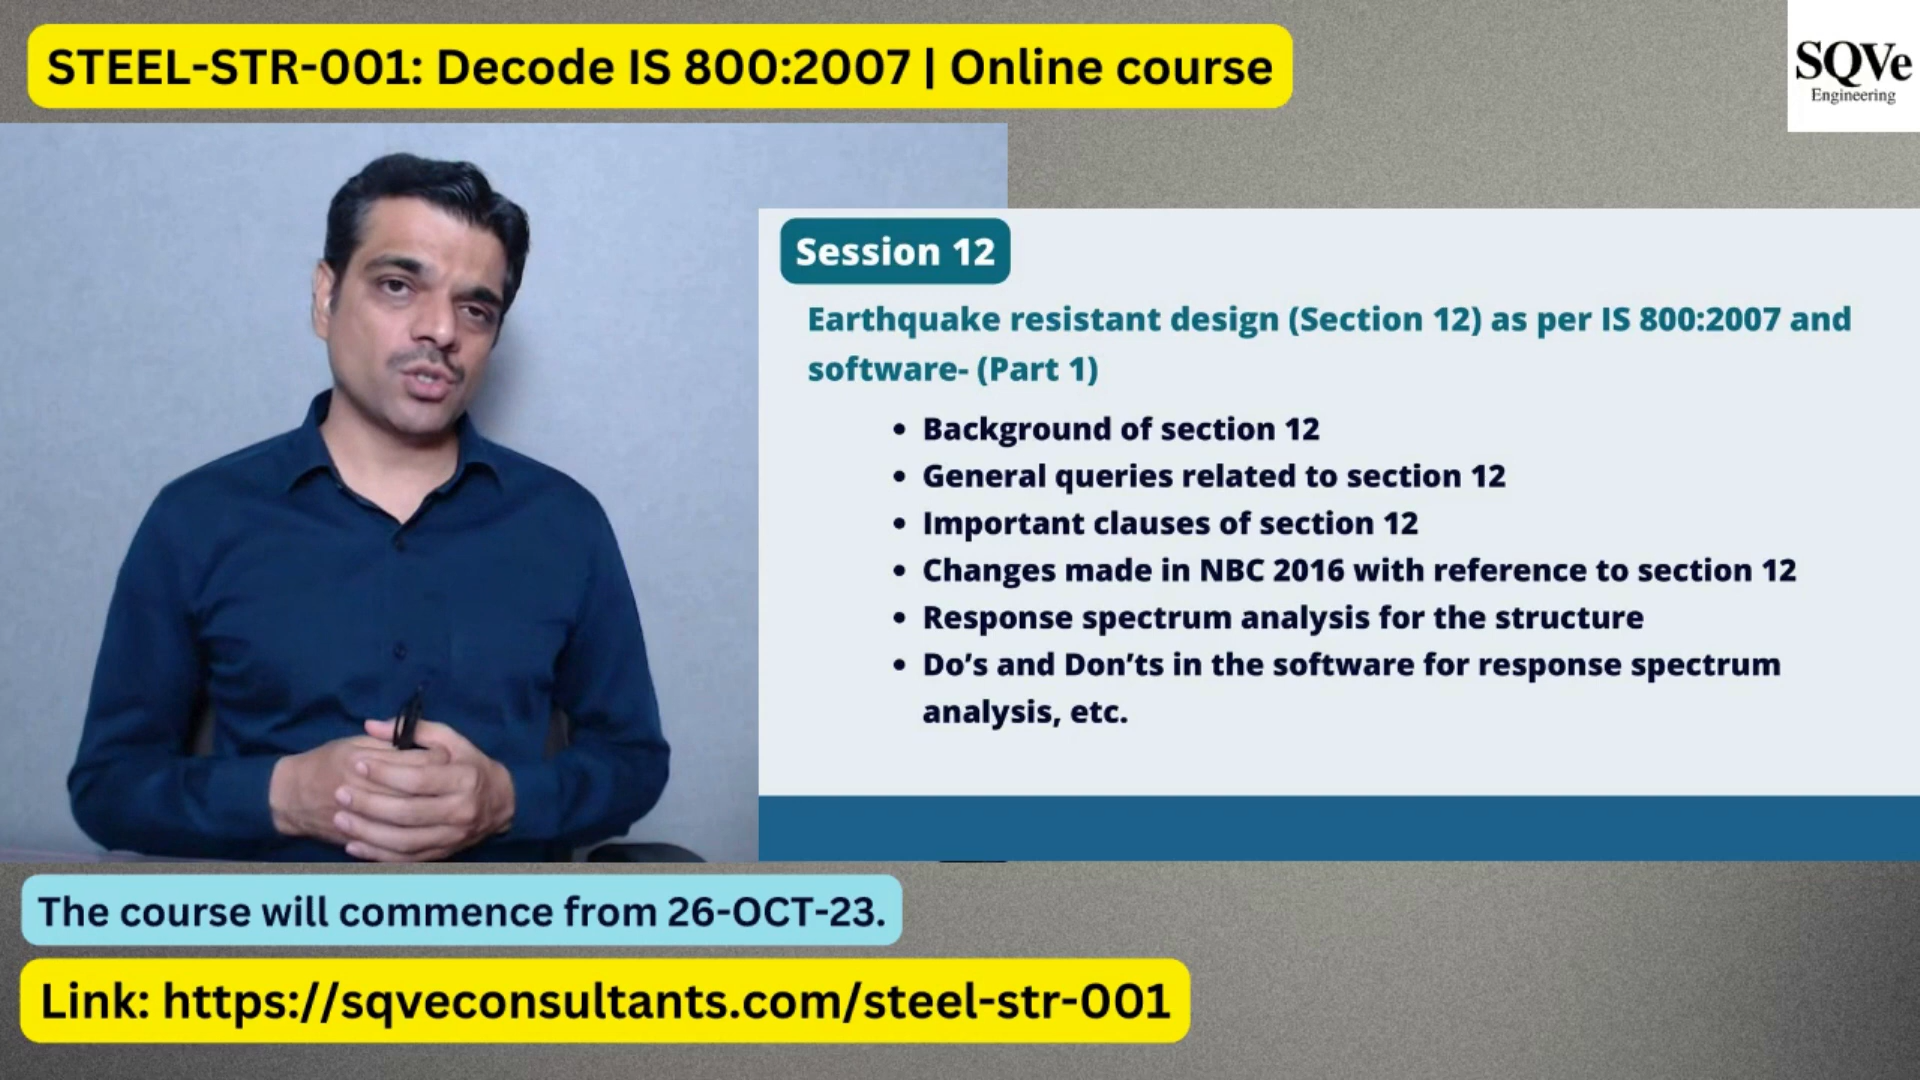 STEEL-STR-001: Decode IS 800:2007 | Online course
SQVe
Engineering
Session 12
Earthquake resistant design (Section 12) as per IS 800:2007 and
software- (Part 1)
• Background of section 12
• General queries related to section 12
• Important clauses of section 12
• Changes made in NBC 2016 with reference to section 12
• Response spectrum analysis for the structure
• Do’s and Don’ts in the software for response spectrum
analysis, etc.
The course will commence from 26-OCT-23.
Link: https://sqveconsultants.com/steel-str-001